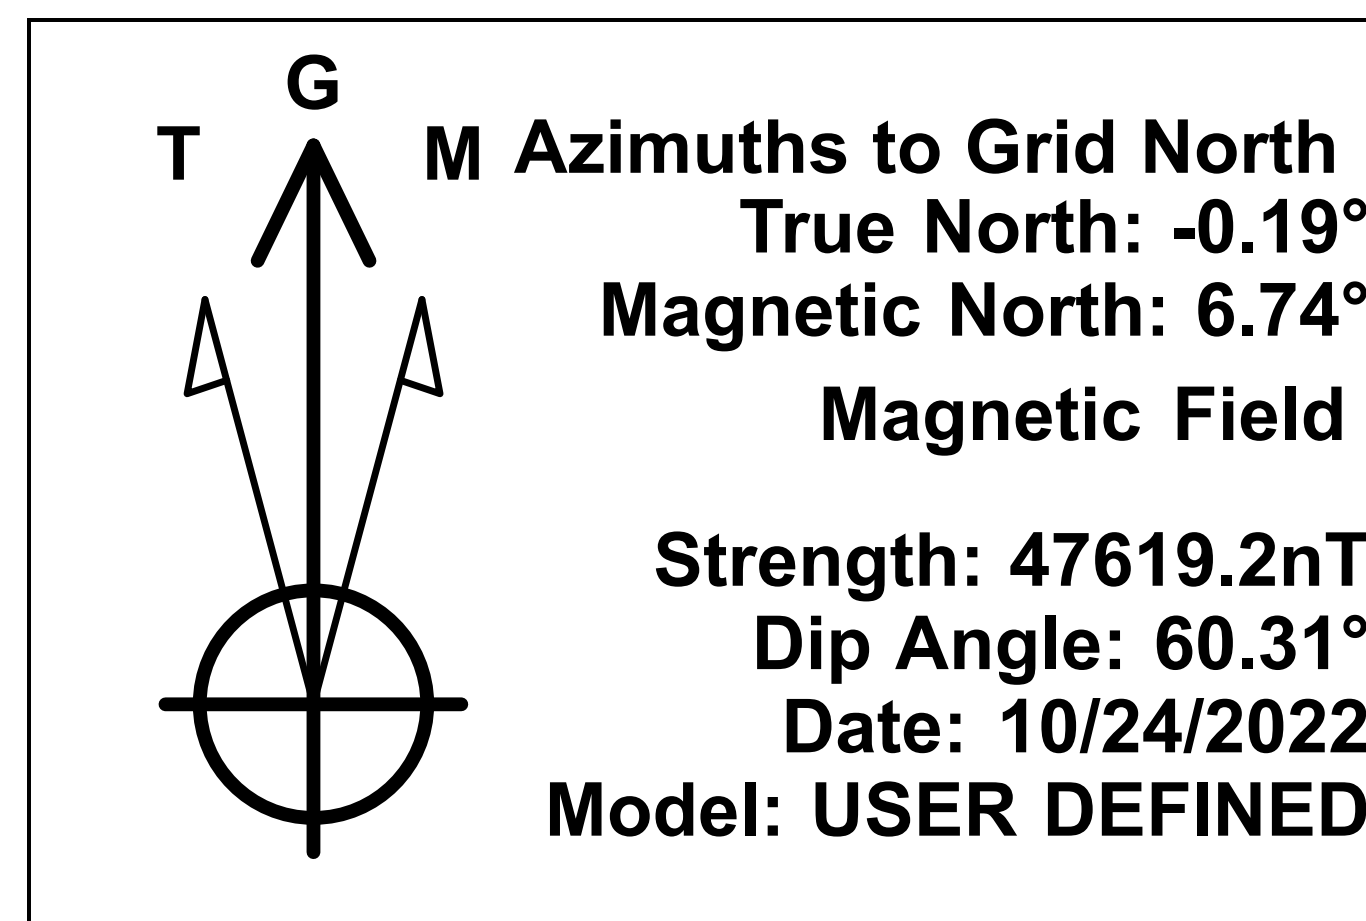 G
T M Azimuths to Grid North
True North: -0.19°
Magnetic North: 6.74°
Magnetic Field
Strength: 47619.2nT
Dip Angle: 60.31°
Date: 10/24/2022
Model: USER DEFINED